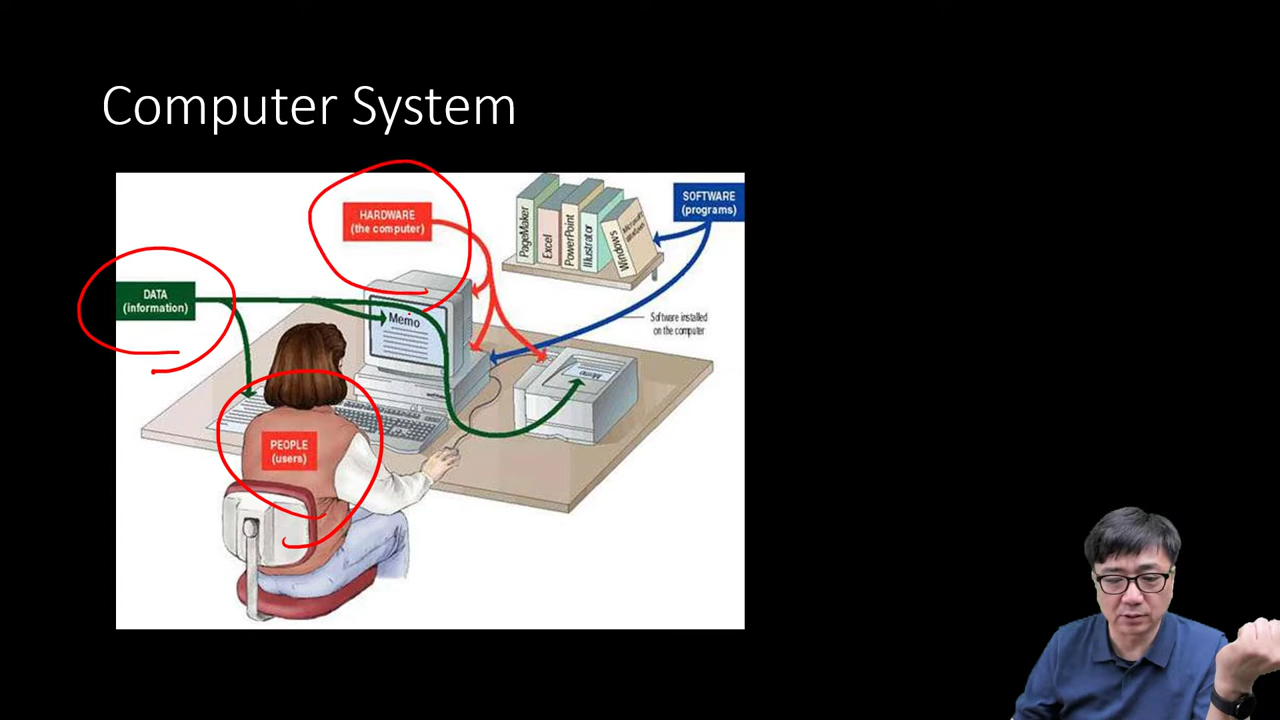 Computer System
HARDWARE
(the computer)
SOFTWARE
(programs)
PageMaker
Excel
PowerPoint
Illustrator
Windows
DATA
(information)
Memo
Software installed
on the computer
PEOPLE
(users)